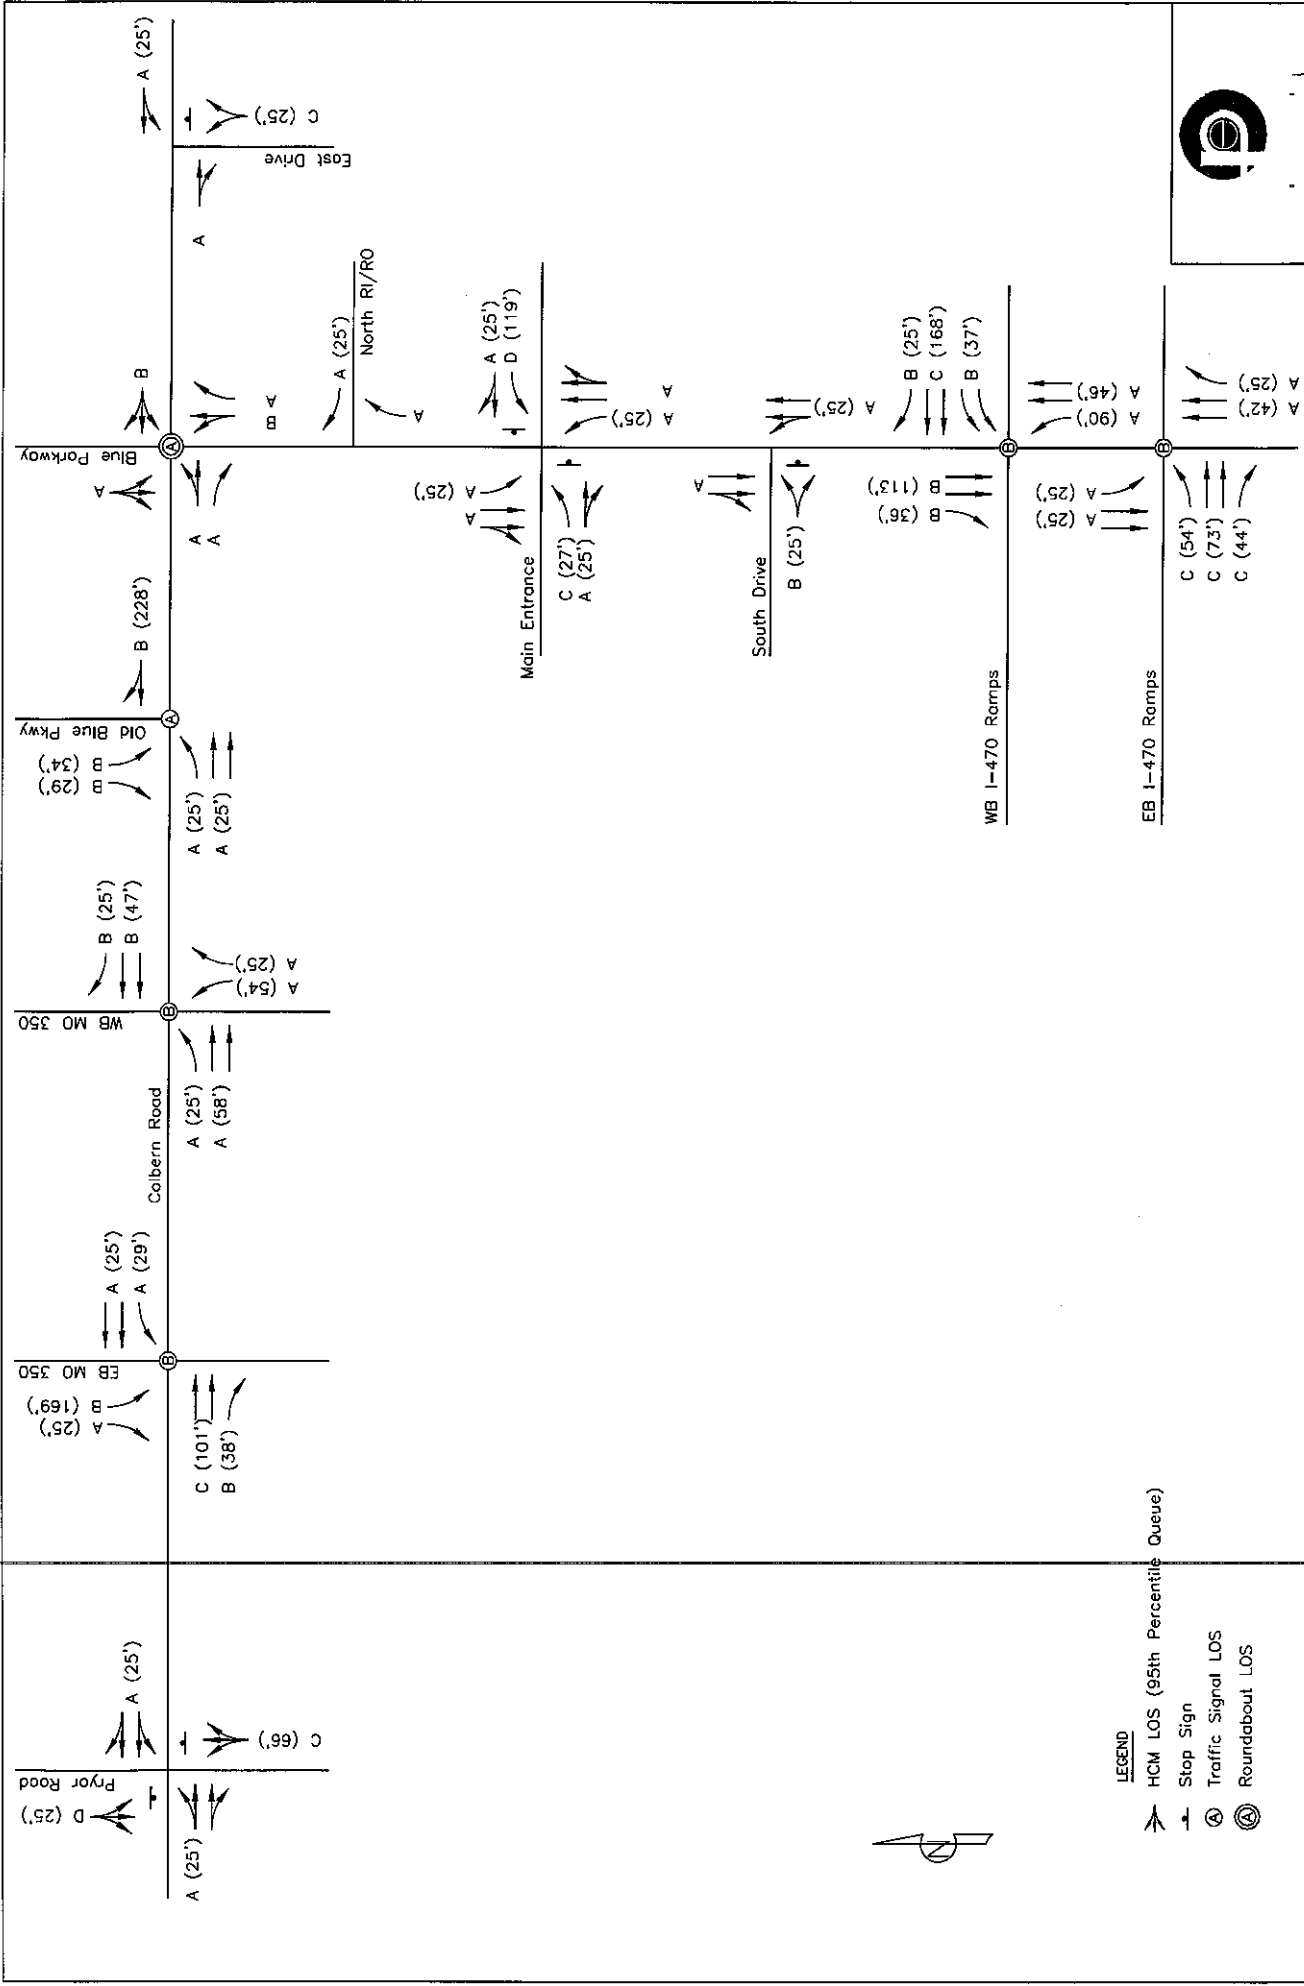 A (25')
C (25')
East Drive
A
B
Blue Parkway
A
A
B
A
A
A (25')
North RI/RO
A
B (228')
Old Blue Pkwy
B (34')
B (29')
A (25')
A (25')
B (25')
B (47')
WB MO 350
A (25')
A (54')
A (25')
A (58')
Colbern Road
A (25')
A (29')
EB MO 350
B (169')
A (25')
C (101')
B (38')
A (25')
Pryor Road
D (25')
C (66')
A (25')
A (25')
D (119')
A (25')
A
Main Entrance
C (27')
A (25')
A
A (25')
A
South Drive
B (25')
A (25')
B (25')
C (168')
B (37')
B (113')
B (36')
A (46')
A (90')
WB I-470 Ramps
A (25')
A (25')
EB I-470 Ramps
C (54')
C (73')
C (44')
A (25')
A (42')
A
A
B
B
B
B
N
LEGEND
HCM LOS (95th Percentile Queue)
Stop Sign
A Traffic Signal LOS
A Roundabout LOS